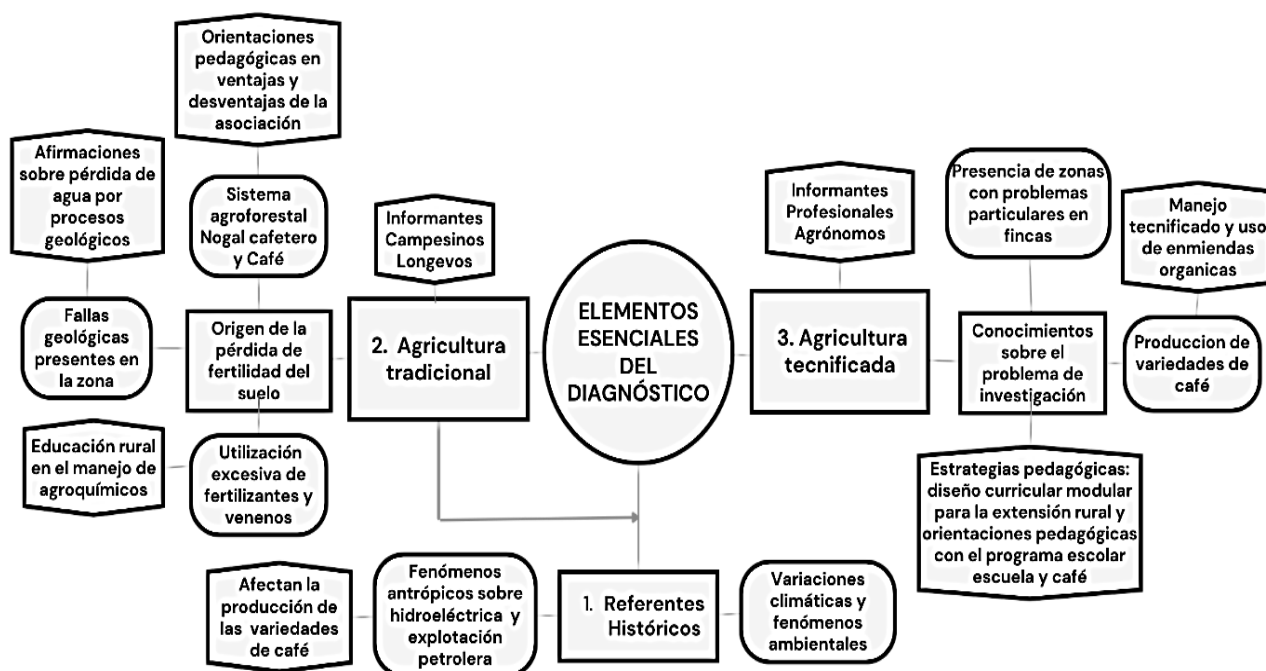 Orientaciones
pedagógicas en
ventajas y
desventajas de la
asociación
Afirmaciones
sobre pérdida de
agua por
procesos
geológicos
Sistema
agroforestal
Nogal cafetero
y Café
Informantes
Campesinos
Longevos
Fallas
geológicas
presentes en
la zona
Origen de la
pérdida de
fertilidad del
suelo
2. Agricultura
tradicional
Educación rural
en el manejo de
agroquímicos
Utilización
excesiva de
fertilizantes y
venenos
ELEMENTOS
ESENCIALES
DEL
DIAGNÓSTICO
Informantes
Profesionales
Agrónomos
Presencia de zonas
con problemas
particulares en
fincas
Manejo
tecnificado y uso
de enmiendas
organicas
3. Agricultura
tecnificada
Conocimientos
sobre el
problema de
investigación
Produccion de
variedades de
café
Estrategias pedagógicas:
diseño curricular modular
para la extensión rural y
orientaciones pedagógicas
con el programa escolar
escuela y café
Afectan la
producción de
las variedades
de café
Fenómenos
antrópicos sobre
hidroeléctrica y
explotación
petrolera
1. Referentes
Históricos
Variaciones
climáticas y
fenómenos
ambientales